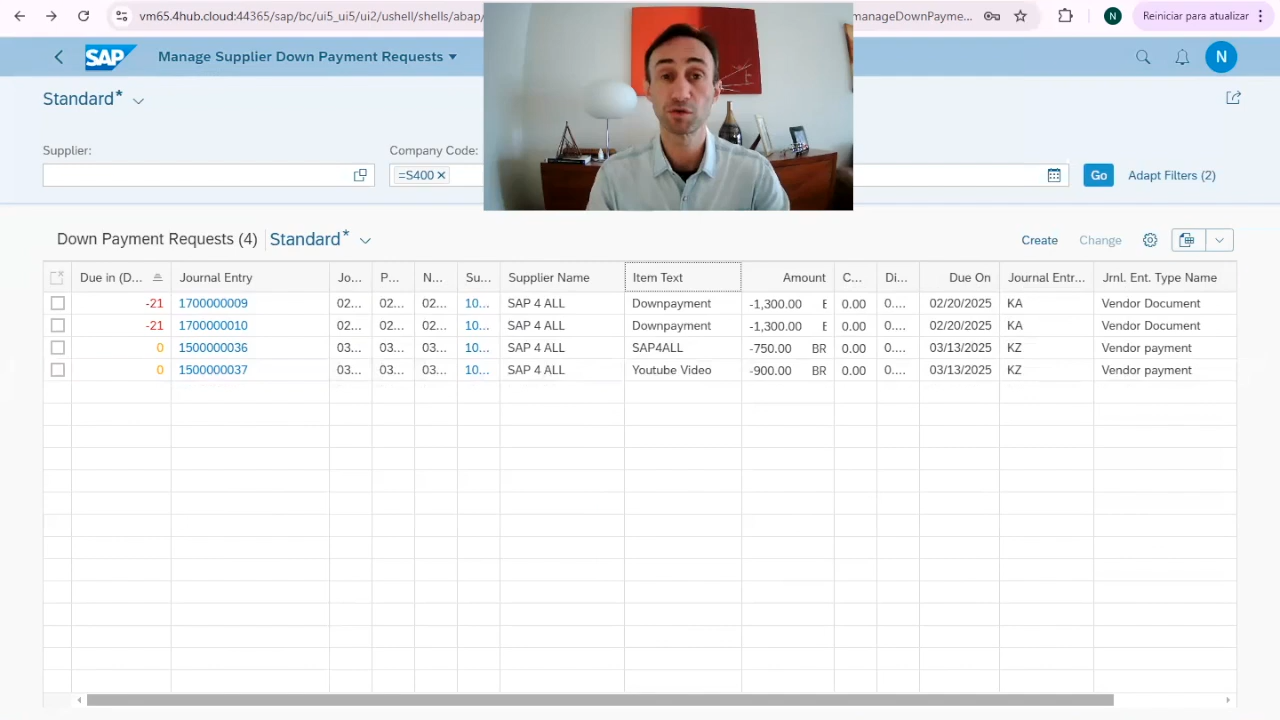 vm65.4hub.cloud:44365/sap/bc/ui5_ui5/ui2/ushell/shells/abap/
manageDownPayme...
N
Reiniciar para atualizar
SAP
Manage Supplier Down Payment Requests
N
Standard*
Supplier:
Company Code:
=S400
Go
Adapt Filters (2)
Down Payment Requests (4) Standard*
Create
Change
Due in (D... Journal Entry Jo... P... N... Su... Supplier Name Item Text Amount C... Di... Due On Journal Entr... Jrnl. Ent. Type Name
-21 1700000009 02... 02... 02... 10... SAP 4 ALL Downpayment -1,300.00 0.00 0.... 02/20/2025 KA Vendor Document
-21 1700000010 02... 02... 02... 10... SAP 4 ALL Downpayment -1,300.00 0.00 0.... 02/20/2025 KA Vendor Document
0 1500000036 03... 03... 03... 10... SAP 4 ALL SAP4ALL -750.00 BR 0.00 0.... 03/13/2025 KZ Vendor payment
0 1500000037 03... 03... 03... 10... SAP 4 ALL Youtube Video -900.00 BR 0.00 0.... 03/13/2025 KZ Vendor payment